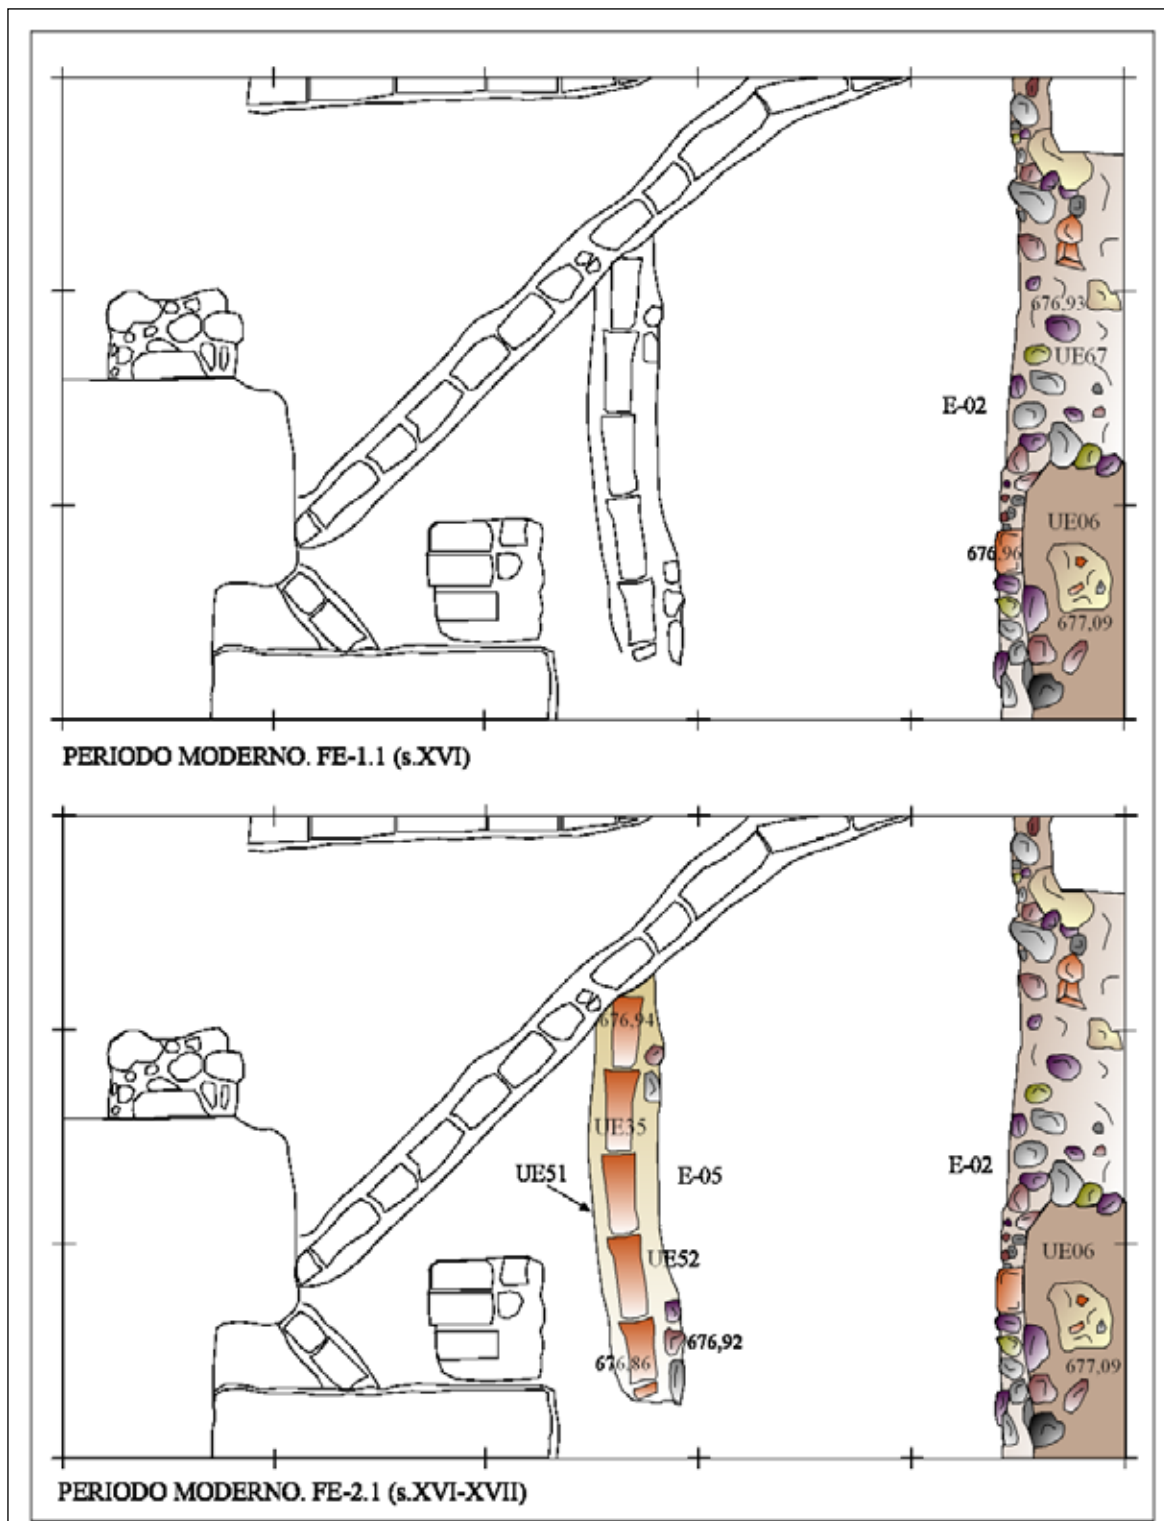 676,93
UE67
E-02
UE06
676,96
677,09
PERIODO MODERNO. FE-1.1 (s.XVI)
676,94
UE35
UE51
E-05
E-02
UE52
UE06
676,92
676,86
677,09
PERIODO MODERNO. FE-2.1 (s.XVI-XVII)